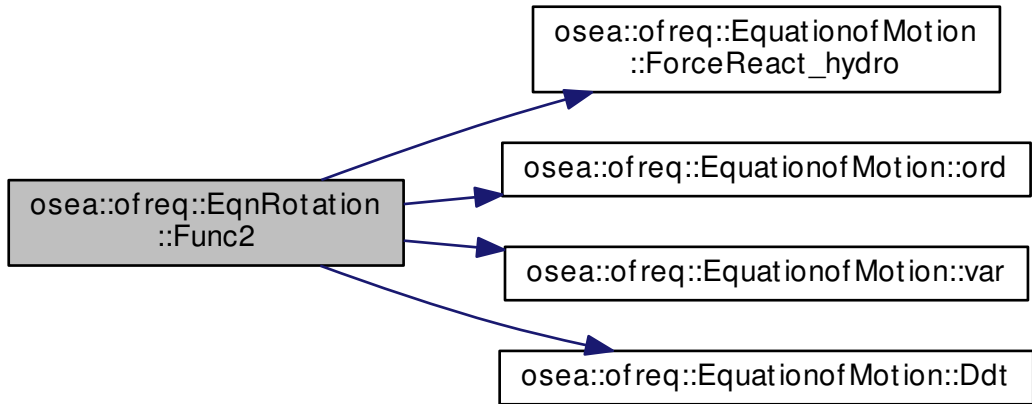 osea::ofreq::EquationofMotion
::ForceReact_hydro
osea::ofreq::EquationofMotion::ord
osea::ofreq::EqnRotation
::Func2
osea::ofreq::EquationofMotion::var
osea::ofreq::EquationofMotion::Ddt